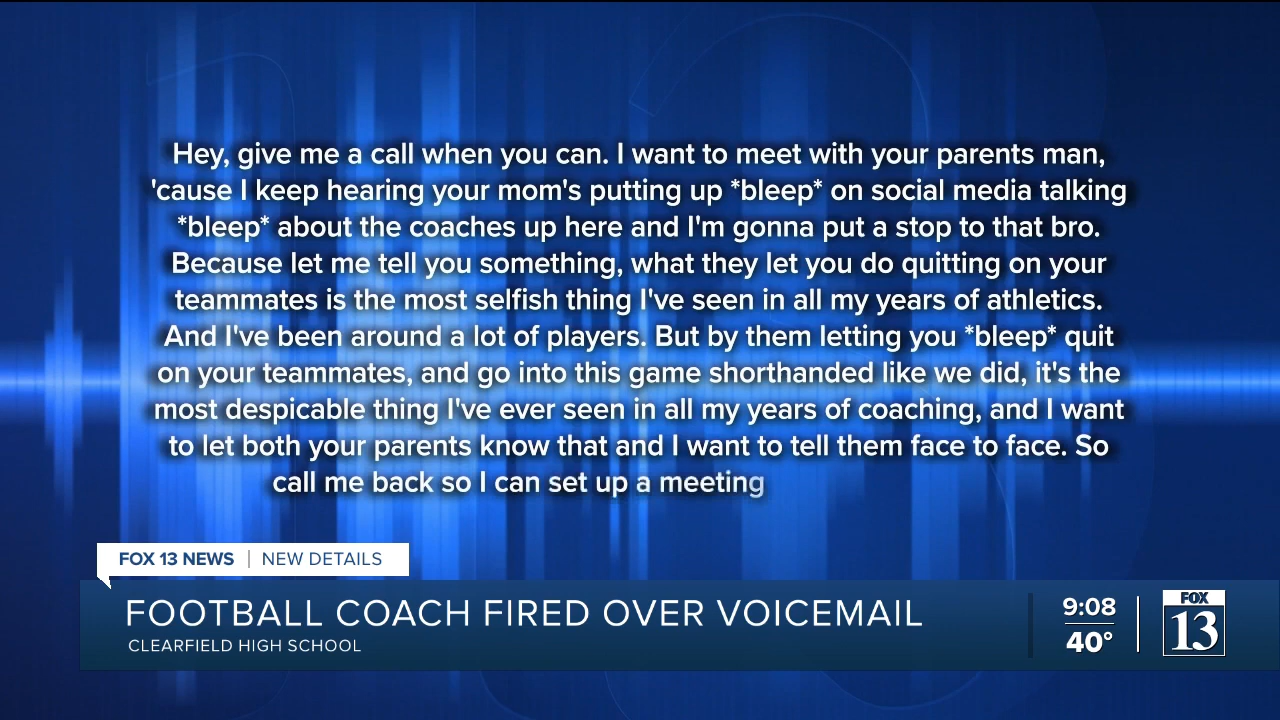 Hey, give me a call when you can. I want to meet with your parents man,
'cause I keep hearing your mom's putting up *bleep* on social media talking
*bleep* about the coaches up here and I'm gonna put a stop to that bro.
Because let me tell you something, what they let you do quitting on your
teammates is the most selfish thing I've seen in all my years of athletics.
And I've been around a lot of players. But by them letting you *bleep* quit
on your teammates, and go into this game shorthanded like we did, it's the
most despicable thing I've ever seen in all my years of coaching, and I want
to let both your parents know that and I want to tell them face to face. So
call me back so I can set up a meeting
FOX 13 NEWS | NEW DETAILS
FOOTBALL COACH FIRED OVER VOICEMAIL
CLEARFIELD HIGH SCHOOL
9:08
40°
FOX
13